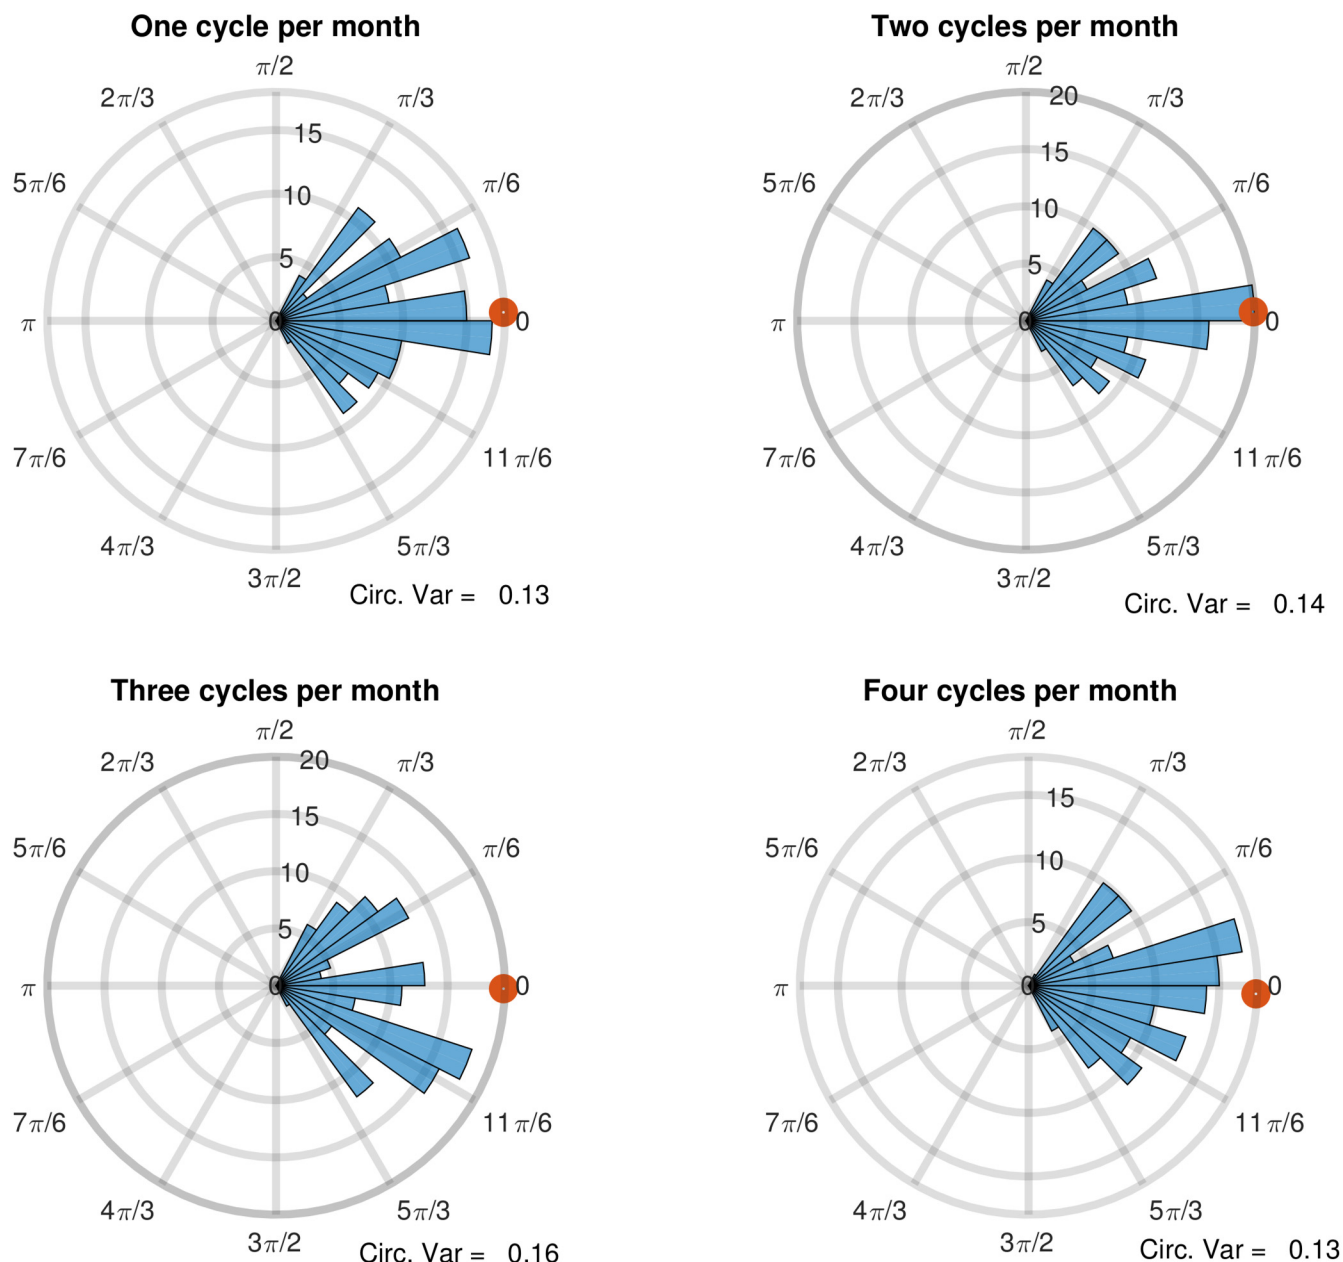 One cycle per month
π/2
2π/3
π/3
15
5π/6
π/6
10
5
π
0
0
7π/6
11π/6
4π/3
5π/3
3π/2
Circ. Var = 0.13
Two cycles per month
π/2
20
2π/3
π/3
15
5π/6
π/6
10
5
π
0
0
7π/6
11π/6
4π/3
5π/3
3π/2
Circ. Var = 0.14
Three cycles per month
π/2
20
2π/3
π/3
15
5π/6
π/6
10
5
π
0
0
7π/6
11π/6
4π/3
5π/3
3π/2
Circ. Var = 0.16
Four cycles per month
π/2
2π/3
π/3
15
5π/6
π/6
10
5
π
0
0
7π/6
11π/6
4π/3
5π/3
3π/2
Circ. Var = 0.13